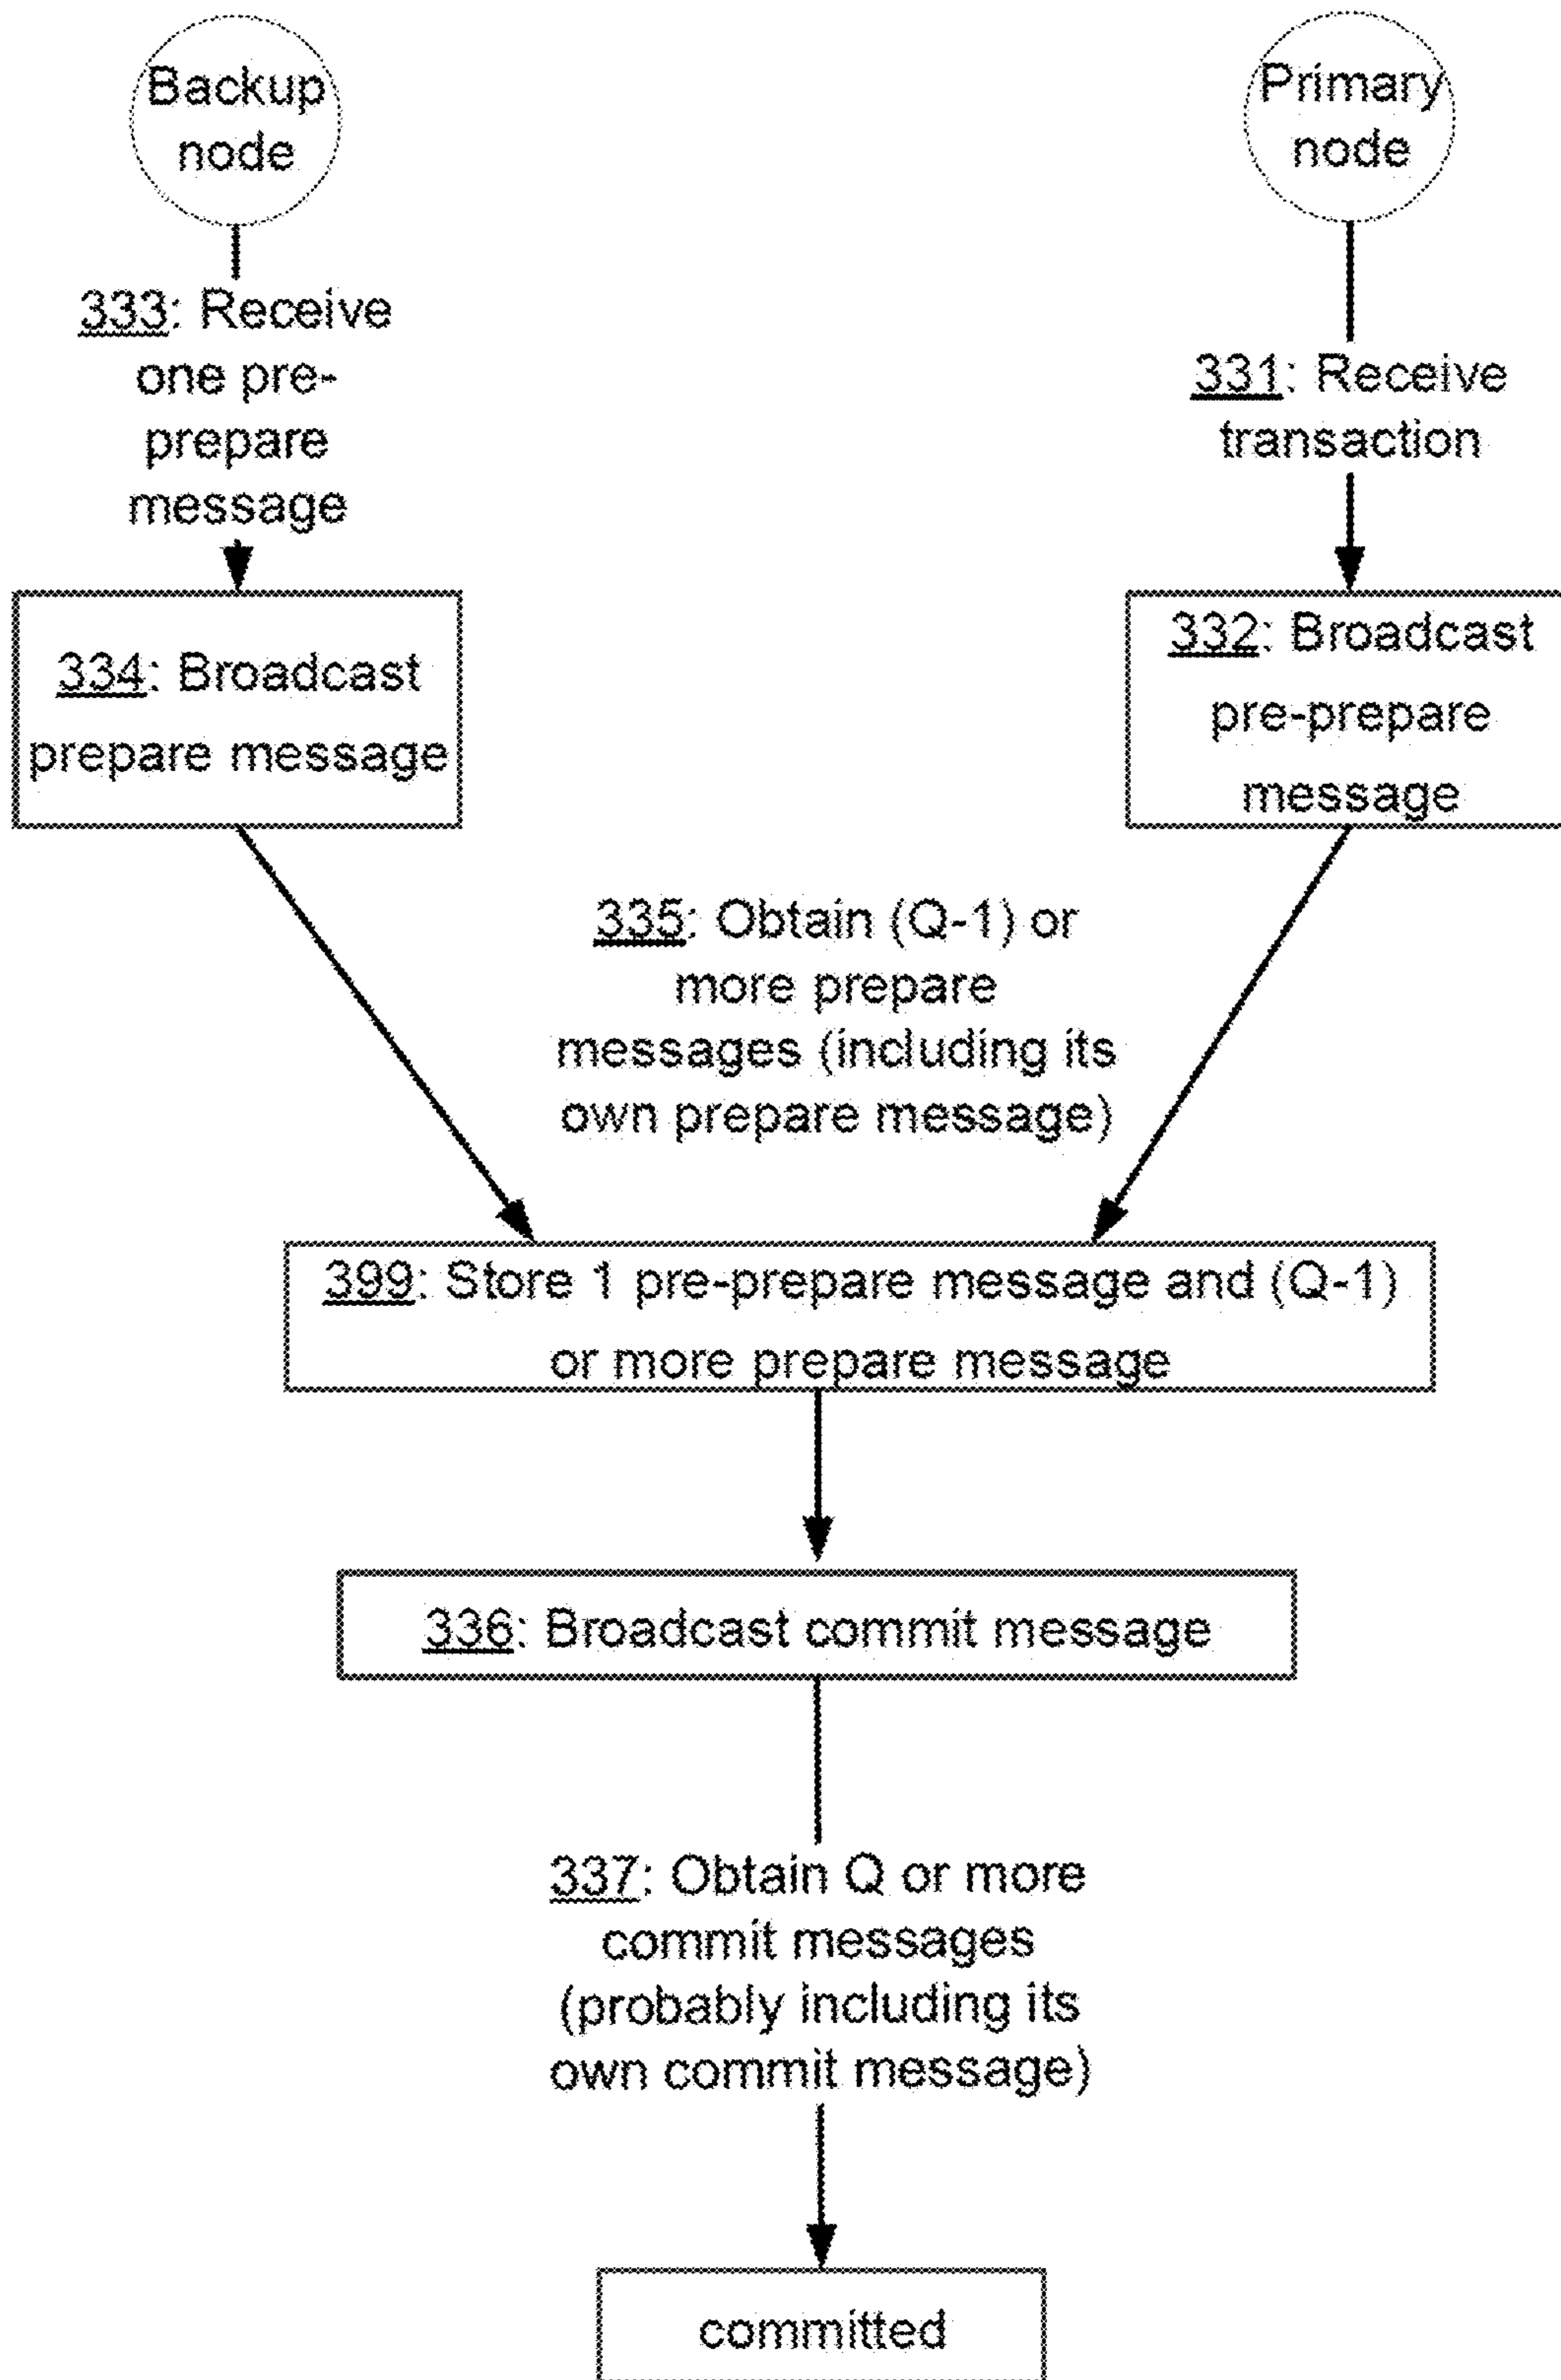 Backup
node
Primary
node
333: Receive
one pre-
prepare
message
331: Receive
transaction
334: Broadcast
prepare message
332: Broadcast
pre-prepare
message
335: Obtain (Q-1) or
more prepare
messages (including its
own prepare message)
399: Store 1 pre-prepare message and (Q-1)
or more prepare message
336: Broadcast commit message
337: Obtain Q or more
commit messages
(probably including its
own commit message)
committed